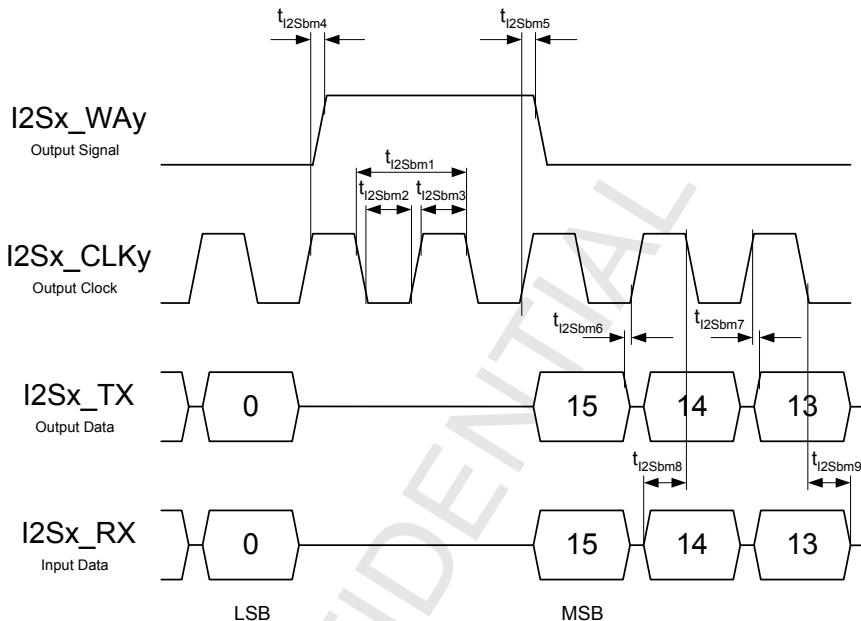 tI2Sbm4 tI2Sbm5
I2Sx_WAy
Output Signal
tI2Sbm1
tI2Sbm2 tI2Sbm3
I2Sx_CLKy
Output Clock
tI2Sbm6 tI2Sbm7
I2Sx_TX
Output Data
0 15 14 13
tI2Sbm8 tI2Sbm9
I2Sx_RX
Input Data
0 15 14 13
LSB MSB
IDENTIAL